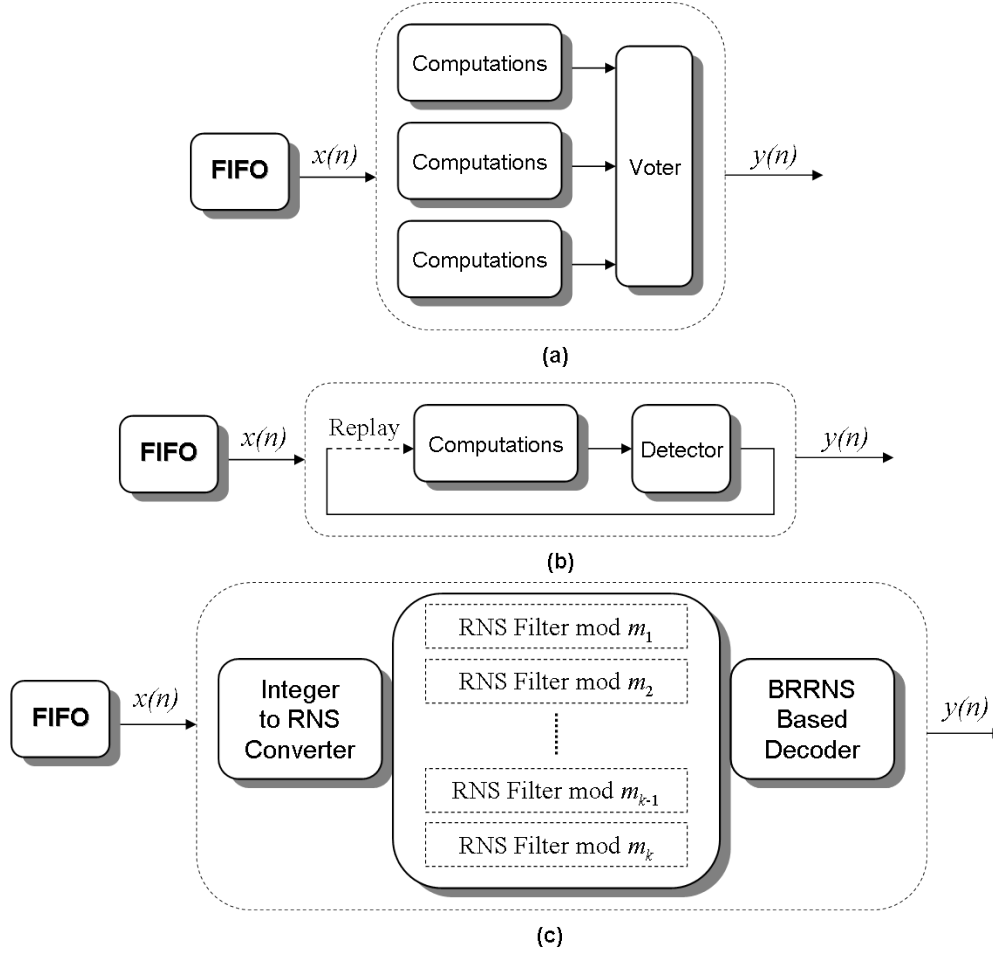 Computations
Computations
Computations
FIFO
x(n)
Voter
y(n)
(a)
FIFO
x(n)
Replay
Computations
Detector
y(n)
(b)
FIFO
x(n)
Integer
to RNS
Converter
RNS Filter mod m1
RNS Filter mod m2
RNS Filter mod mk-1
RNS Filter mod mk
BRRNS
Based
Decoder
y(n)
(c)